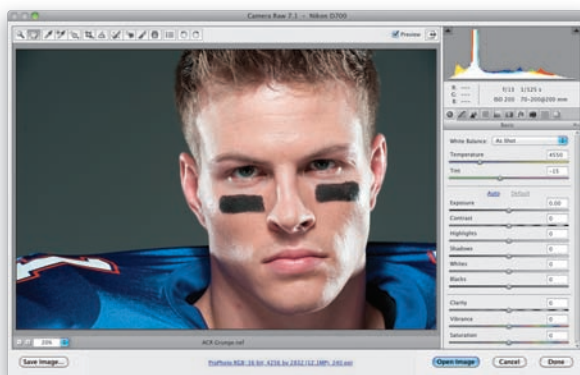 Camera Raw 7.1 – Nikon D700
Preview
R: ---
G: ---
B: ---
f/13 1/125 s
ISO 200 70-200@200 mm
Basic
White Balance: As Shot
Temperature 4550
Tint -15
Auto Default
Exposure 0.00
Contrast 0
Highlights 0
Shadows 0
Whites 0
Blacks 0
Clarity 0
Vibrance 0
Saturation 0
20%
ACR Grunge.nef
Save Image...
ProPhoto RGB; 16 bit; 4256 by 2832 (12.1MP); 240 ppi
Open Image
Cancel
Done